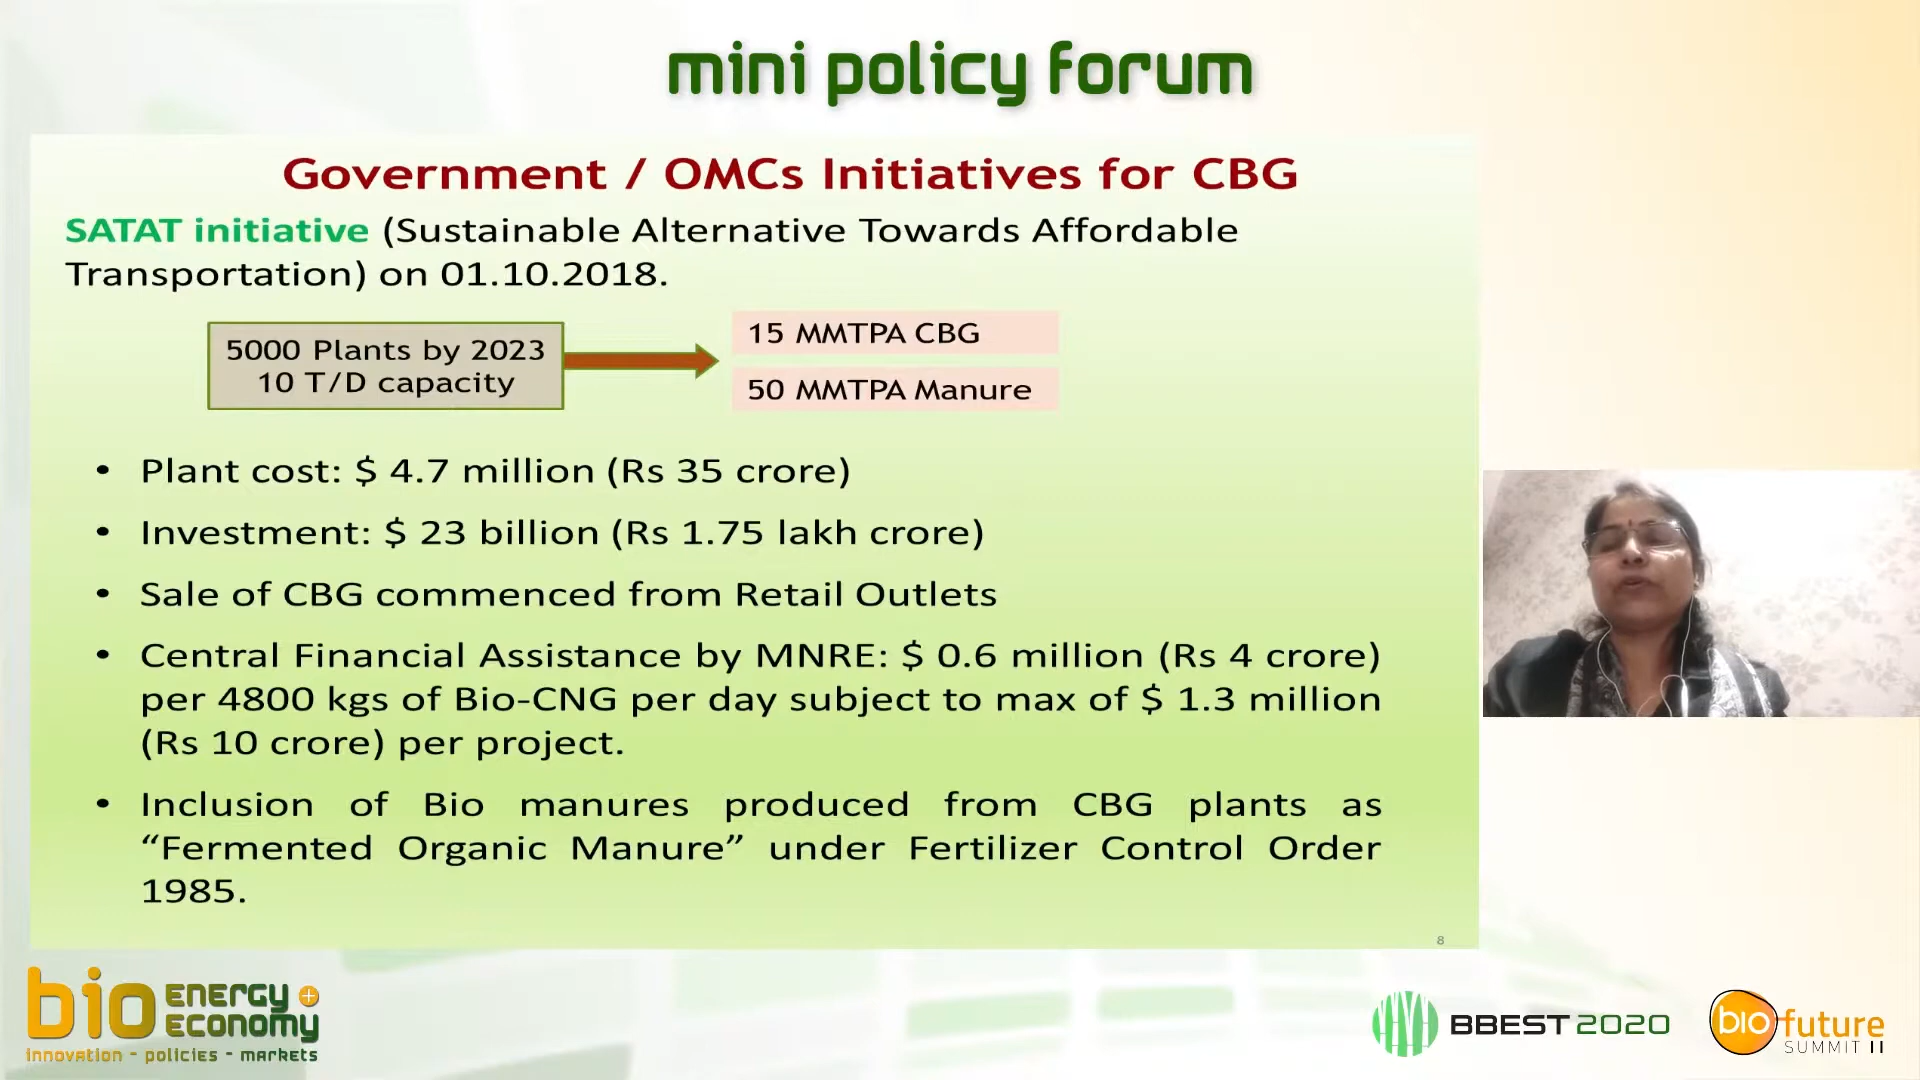 mini policy forum
Government / OMCs Initiatives for CBG
SATAT initiative (Sustainable Alternative Towards Affordable
Transportation) on 01.10.2018.
5000 Plants by 2023
10 T/D capacity
15 MMTPA CBG
50 MMTPA Manure
• Plant cost: $ 4.7 million (Rs 35 crore)
• Investment: $ 23 billion (Rs 1.75 lakh crore)
• Sale of CBG commenced from Retail Outlets
• Central Financial Assistance by MNRE: $ 0.6 million (Rs 4 crore)
per 4800 kgs of Bio-CNG per day subject to max of $ 1.3 million
(Rs 10 crore) per project.
• Inclusion of Bio manures produced from CBG plants as
“Fermented Organic Manure” under Fertilizer Control Order
1985.
8
bio ENERGY +
ECONOMY
innovation - policies - markets
BBEST 2020
biofuture
SUMMIT II